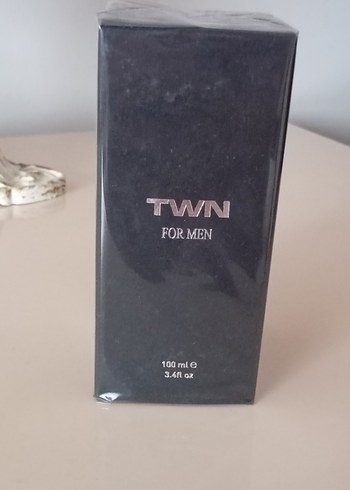 TWN
FOR MEN
100 ml ℮
3.4fl oz